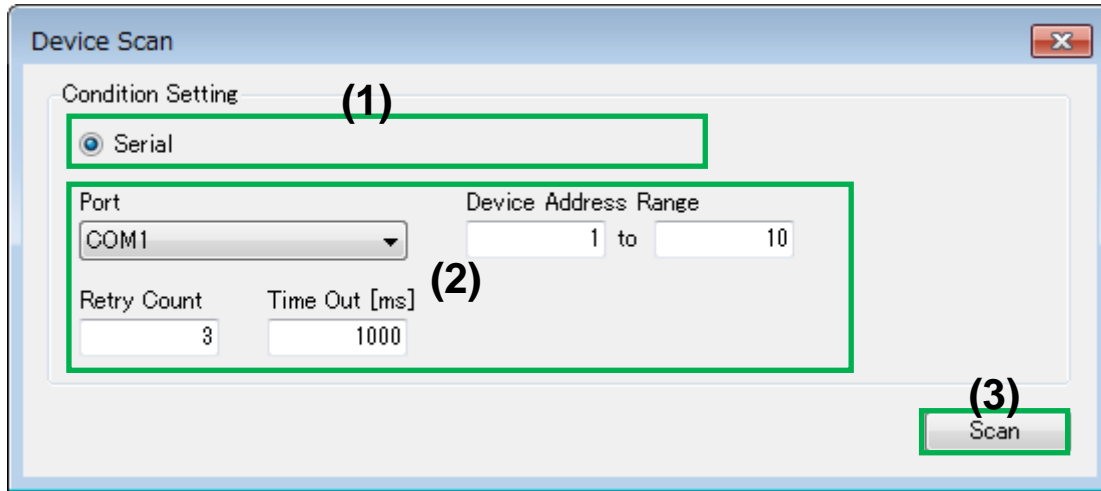 Device Scan
Condition Setting
(1)
Serial
Port
Device Address Range
COM1
1 to 10
(2)
Retry Count Time Out [ms]
3 1000
(3)
Scan